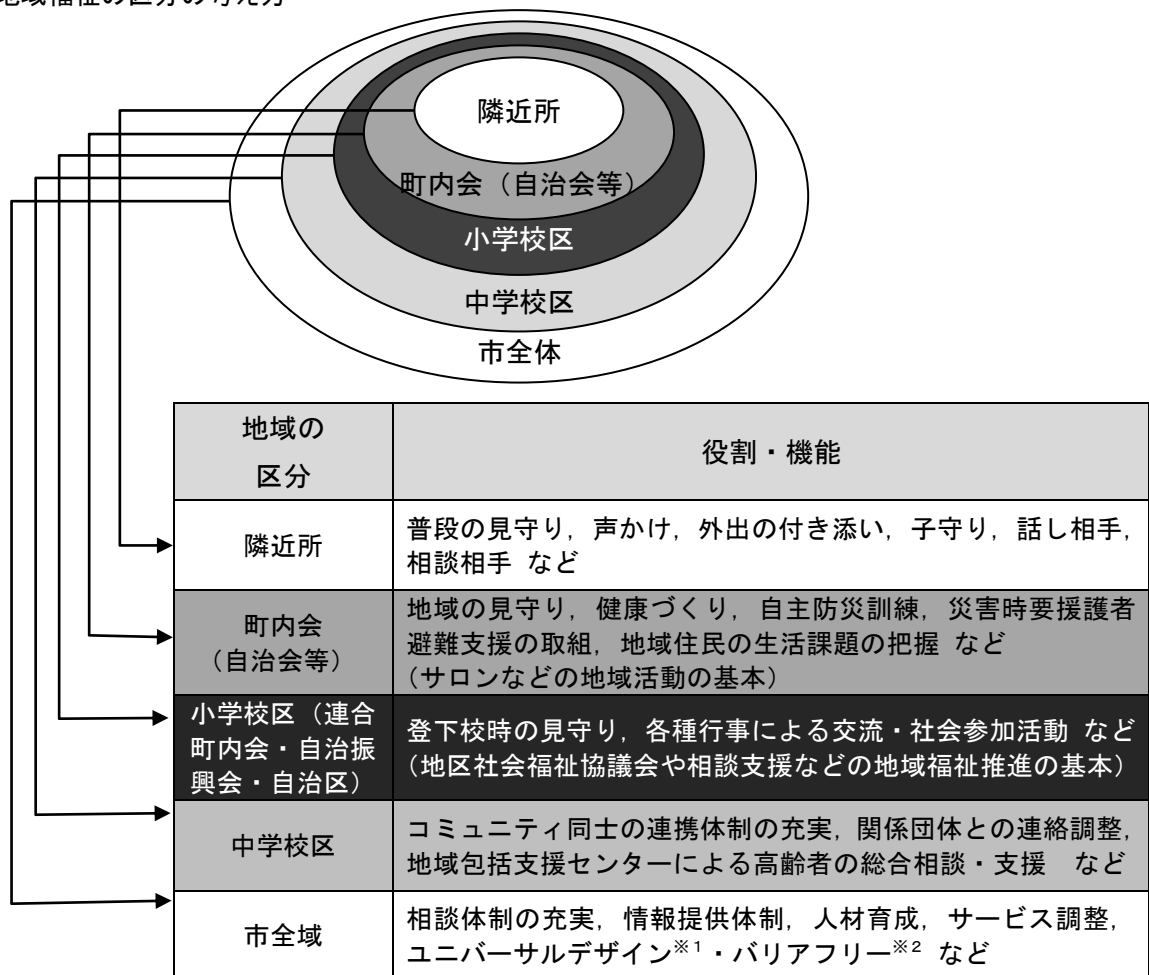 地域福祉の区分の考え方
隣近所
町内会（自治会等）
小学校区
中学校区
市全体
地域の
区分
役割・機能
隣近所
普段の見守り，声かけ，外出の付き添い，子守り，話し相手，
相談相手 など
町内会
（自治会等）
地域の見守り，健康づくり，自主防災訓練，災害時要援護者
避難支援の取組，地域住民の生活課題の把握 など
（サロンなどの地域活動の基本）
小学校区（連合
町内会・自治振
興会・自治区）
登下校時の見守り，各種行事による交流・社会参加活動 など
（地区社会福祉協議会や相談支援などの地域福祉推進の基本）
中学校区
コミュニティ同士の連携体制の充実，関係団体との連絡調整，
地域包括支援センターによる高齢者の総合相談・支援　など
市全域
相談体制の充実，情報提供体制，人材育成，サービス調整，
ユニバーサルデザイン※1・バリアフリー※2 など